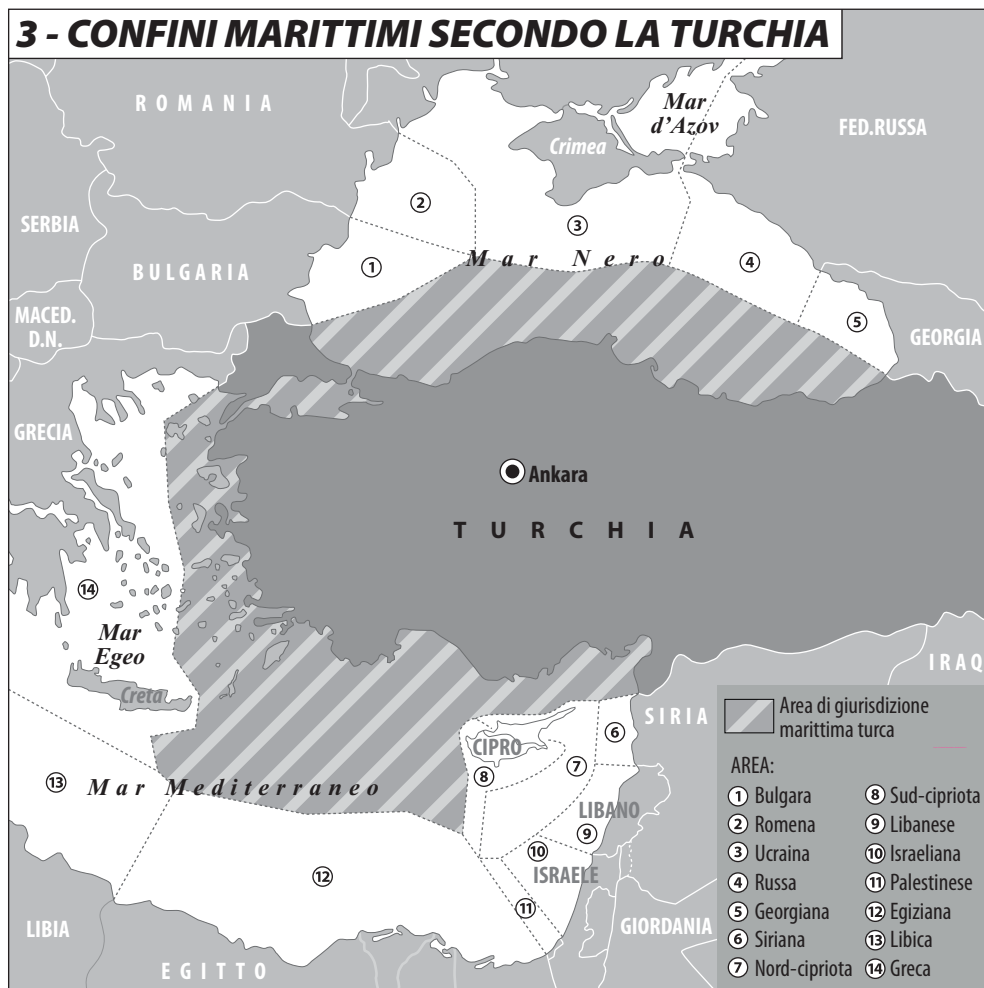 3 - CONFINI MARITTIMI SECONDO LA TURCHIA
ROMANIA
Mar
d'Azov
FED.RUSSA
Crimea
SERBIA
2
3
BULGARIA
1
Mar Nero
4
MACED.
D.N.
5
GEORGIA
GRECIA
Ankara
TURCHIA
14
Mar
Egeo
Creta
IRAQ
SIRIA
CIPRO
6
7
8
13
Mar Mediterraneo
LIBANO
9
10
ISRAELE
12
11
LIBIA
GIORDANIA
EGITTO
Area di giurisdizione
marittima turca
AREA:
1 Bulgara
2 Romena
3 Ucraina
4 Russa
5 Georgiana
6 Siriana
7 Nord-cipriota
8 Sud-cipriota
9 Libanese
10 Israeliana
11 Palestinese
12 Egiziana
13 Libica
14 Greca